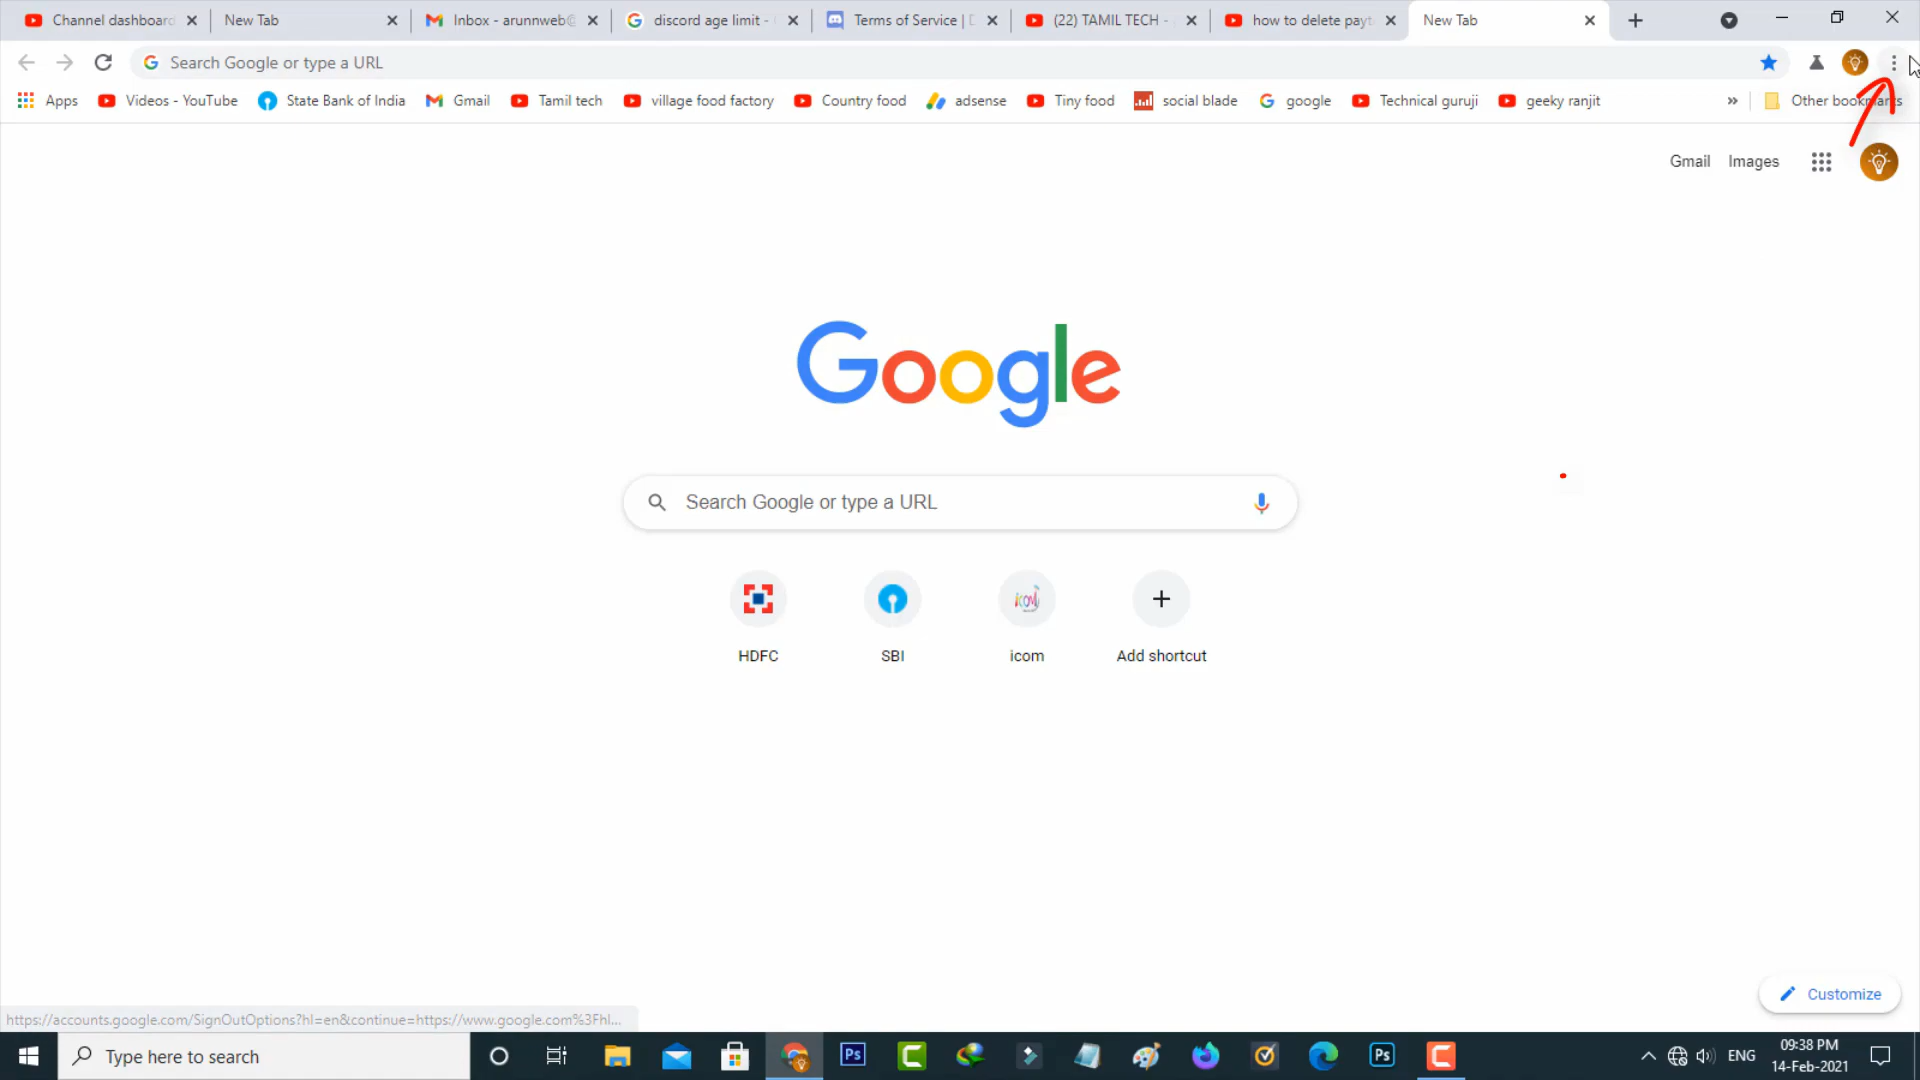 Channel dashboard
New Tab
Inbox - arunnweb@
discord age limit -
Terms of Service | D
(22) TAMIL TECH -
how to delete payt
New Tab
Search Google or type a URL
Apps
Videos - YouTube
State Bank of India
Gmail
Tamil tech
village food factory
Country food
adsense
Tiny food
social blade
google
Technical guruji
geeky ranjit
»
Other bookmarks
Gmail
Images
Google
Search Google or type a URL
HDFC
SBI
icom
Add shortcut
Customize
https://accounts.google.com/SignOutOptions?hl=en&continue=https://www.google.com%3Fhl...
Type here to search
Ps
Ps
ENG
09:38 PM
14-Feb-2021